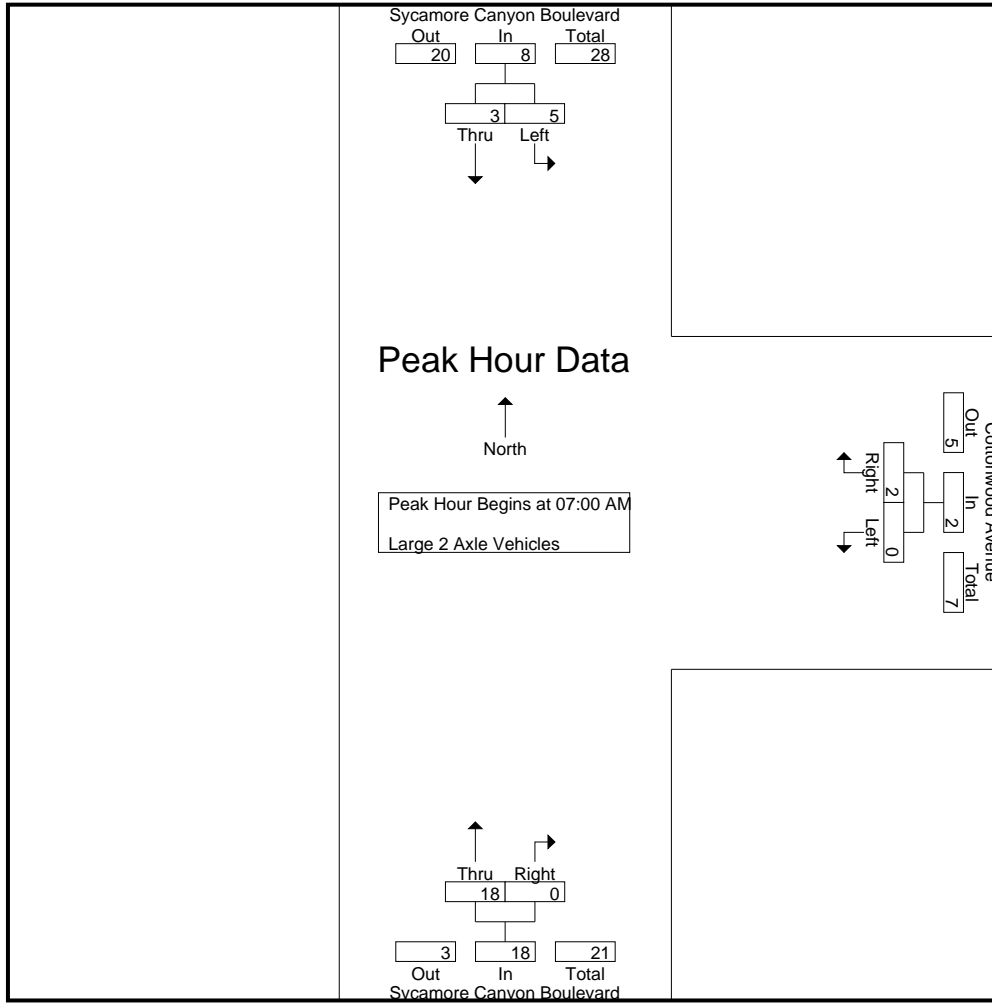 Sycamore Canyon Boulevard
Out In Total
20 8 28
3 5
Thru Left
Peak Hour Data
North
Peak Hour Begins at 07:00 AM
Large 2 Axle Vehicles
Cottonwood Avenue
Out In Total
5 2 7
Right Left
2 0
Thru Right
18 0
3 18 21
Out In Total
Sycamore Canyon Boulevard